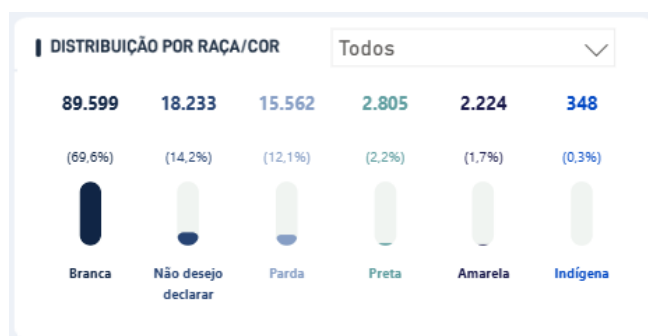 DISTRIBUIÇÃO POR RAÇA/COR
Todos
89.599 18.233 15.562 2.805 2.224 348
(69,6%) (14,2%) (12,1%) (2,2%) (1,7%) (0,3%)
Branca Não desejo Parda Preta Amarela Indígena
declarar